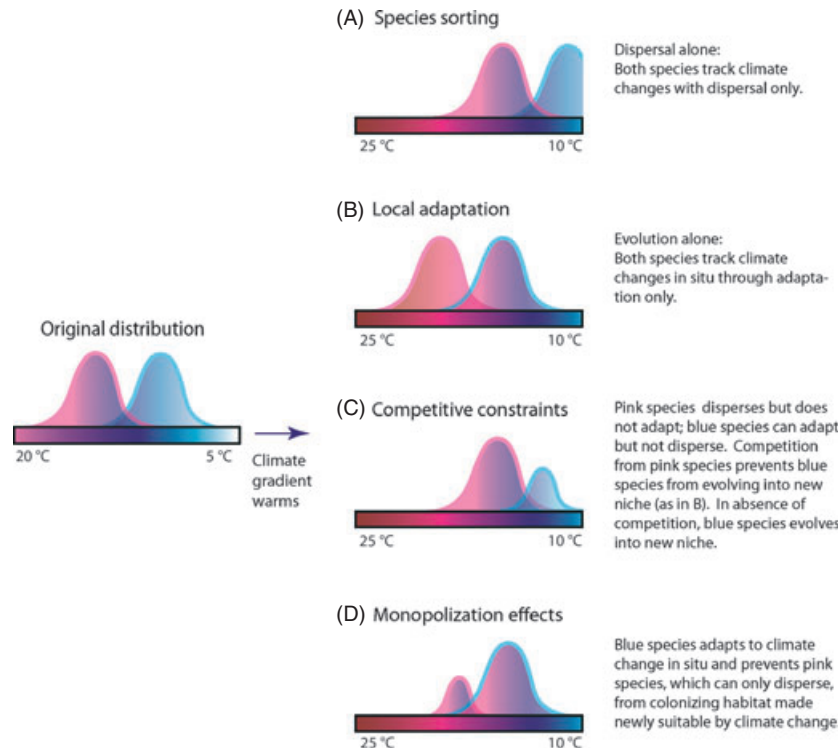 (A) Species sorting
Dispersal alone:
Both species track climate
changes with dispersal only.
25 °C 10 °C
(B) Local adaptation
Evolution alone:
Both species track climate
changes in situ through adapta-
tion only.
25 °C 10 °C
Original distribution
20 °C 5 °C
Climate
gradient
warms
(C) Competitive constraints
Pink species disperses but does
not adapt; blue species can adapt
but not disperse. Competition
from pink species prevents blue
species from evolving into new
niche (as in B). In absence of
competition, blue species evolves
into new niche.
25 °C 10 °C
(D) Monopolization effects
Blue species adapts to climate
change in situ and prevents pink
species, which can only disperse,
from colonizing habitat made
newly suitable by climate change
25 °C 10 °C